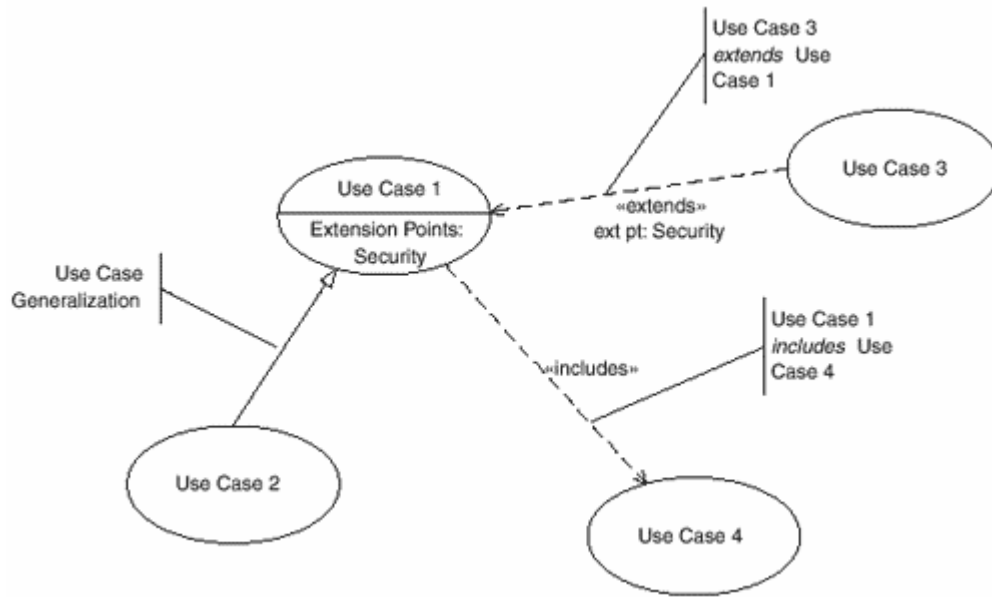 Use Case 3
extends Use
Case 1
Use Case 3
Use Case 1
«extends»
Extension Points:
ext pt: Security
Security
Use Case
Generalization
Use Case 1
includes Use
Case 4
«includes»
Use Case 2
Use Case 4